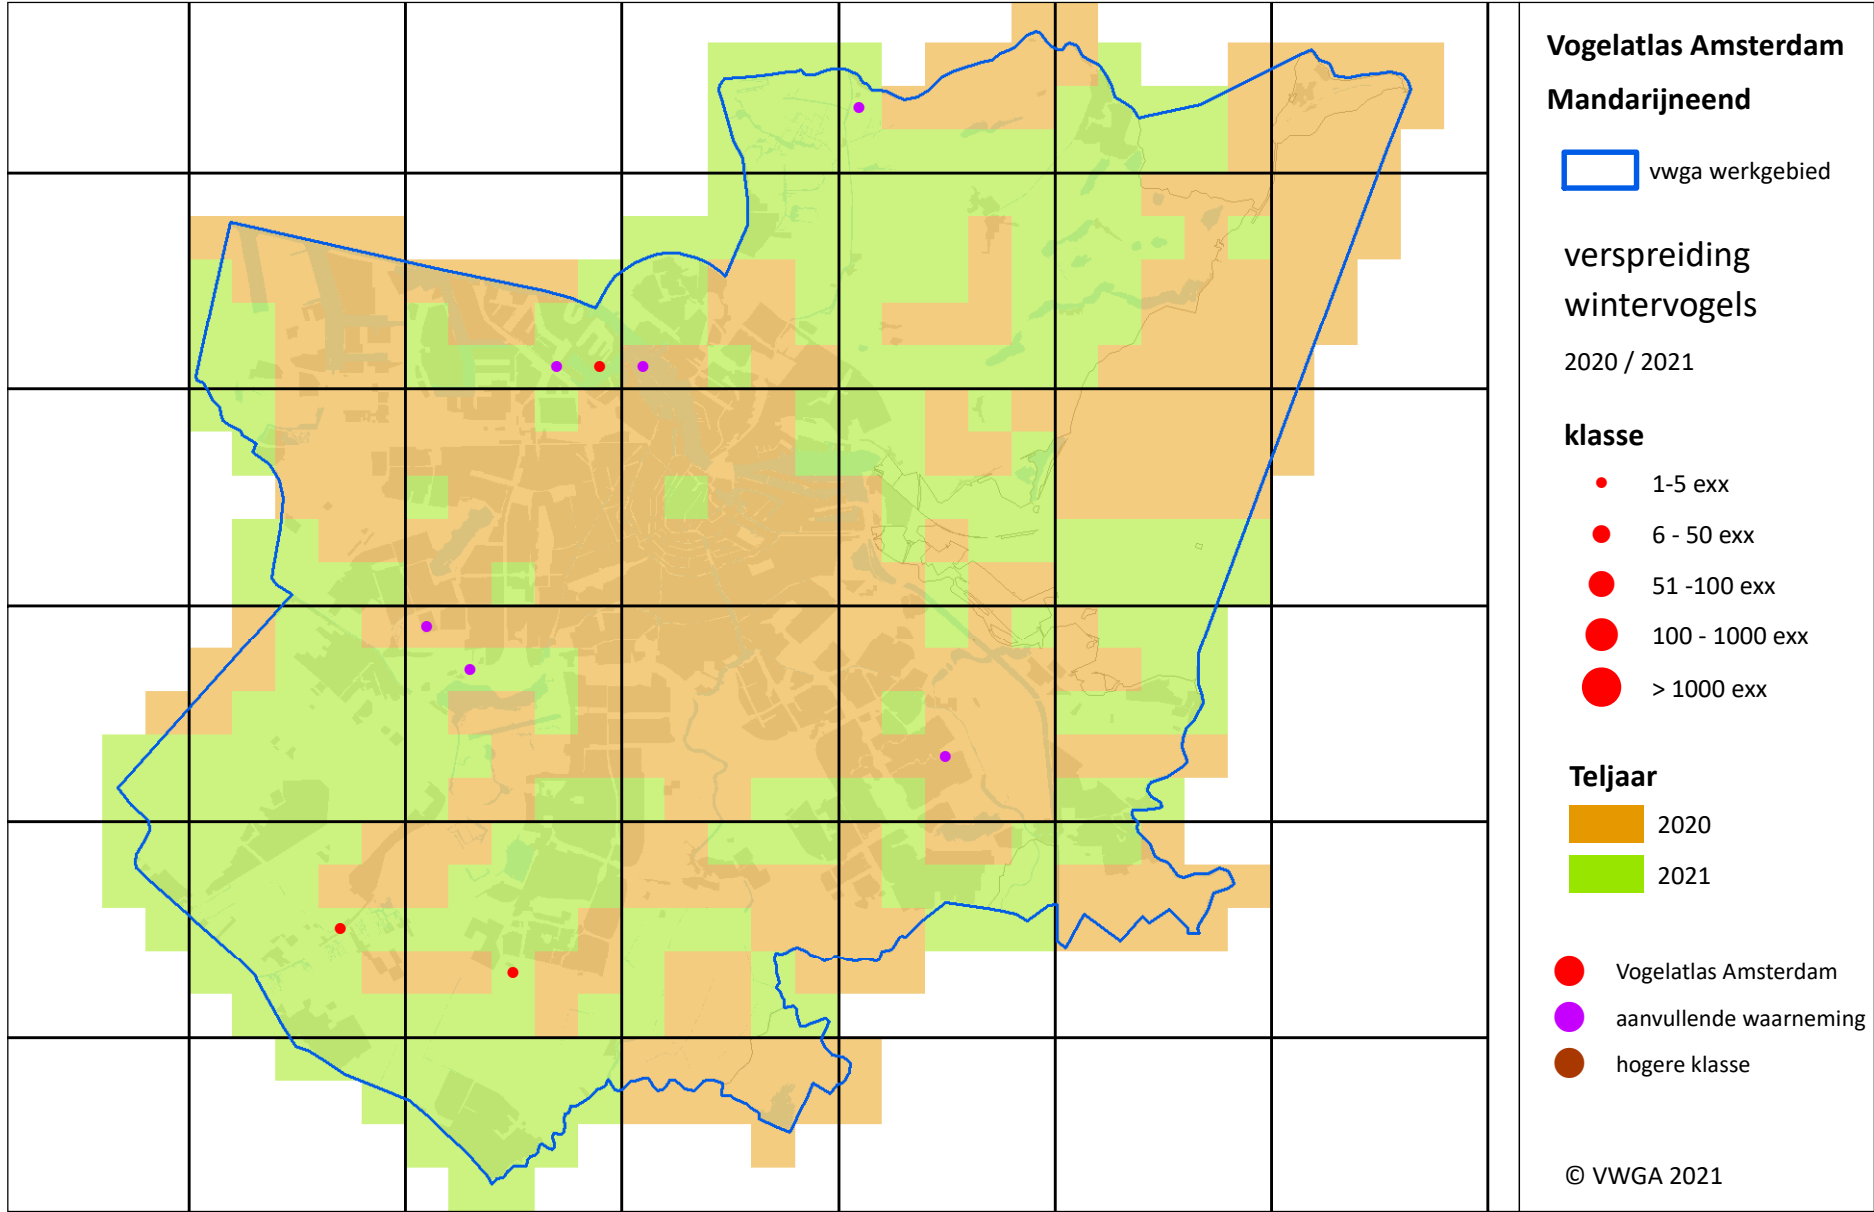 Vogelatlas Amsterdam
Mandarijneend
vwga werkgebied
verspreiding
wintervogels
2020 / 2021
klasse
1-5 exx
6 - 50 exx
51 -100 exx
100 - 1000 exx
> 1000 exx
Teljaar
2020
2021
Vogelatlas Amsterdam
aanvullende waarneming
hogere klasse
© VWGA 2021